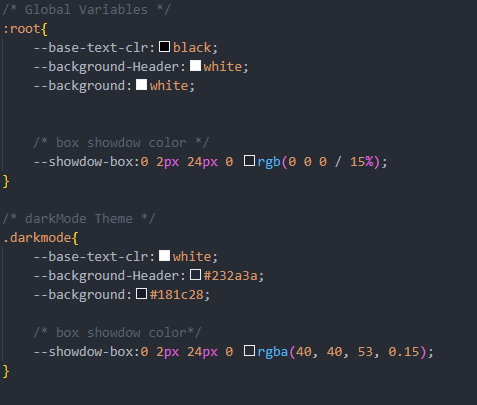 /* Global Variables */
:root{
--base-text-clr: black;
--background-Header: white;
--background: white;
/* box showdow color */
--showdow-box:0 2px 24px 0 rgb(0 0 0 / 15%);
}
/* darkMode Theme */
.darkmode{
--base-text-clr: white;
--background-Header: #232a3a;
--background: #181c28;
/* box showdow color*/
--showdow-box:0 2px 24px 0 rgba(40, 40, 53, 0.15);
}